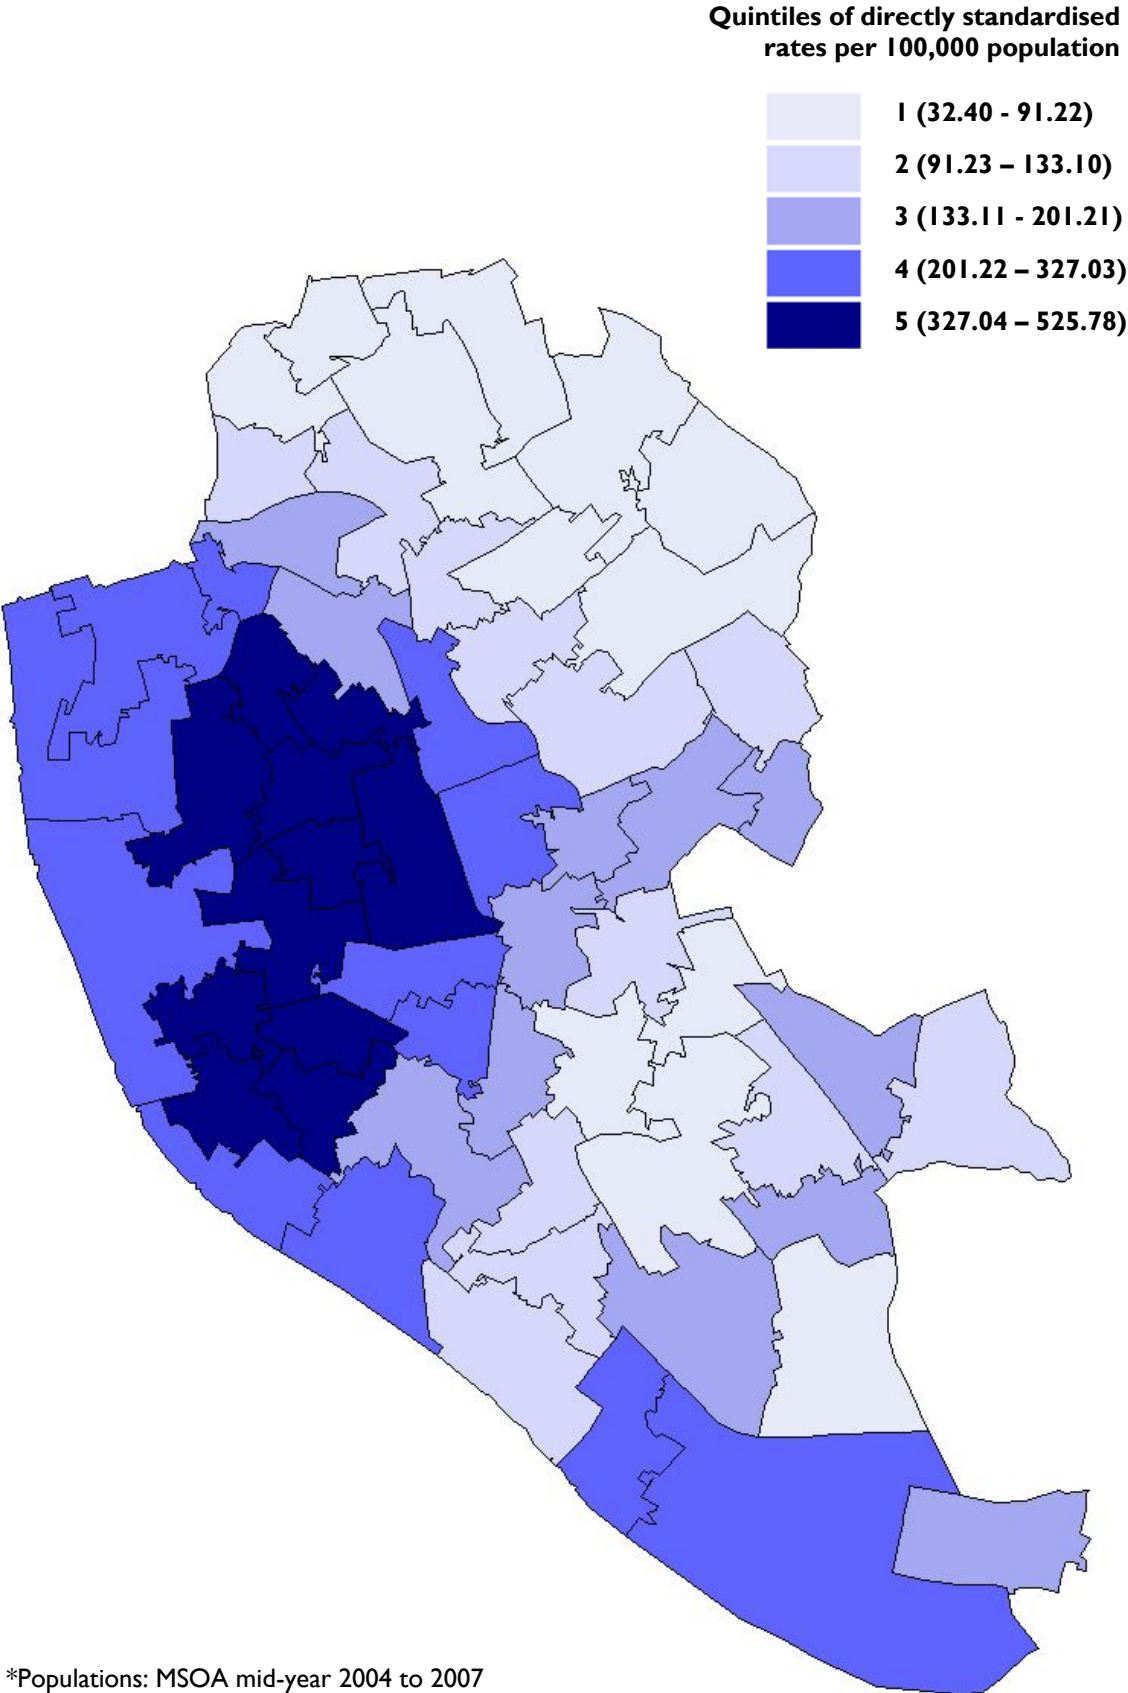 Quintiles of directly standardised
rates per 100,000 population
1 (32.40 - 91.22)
2 (91.23 – 133.10)
3 (133.11 - 201.21)
4 (201.22 – 327.03)
5 (327.04 – 525.78)
*Populations: MSOA mid-year 2004 to 2007